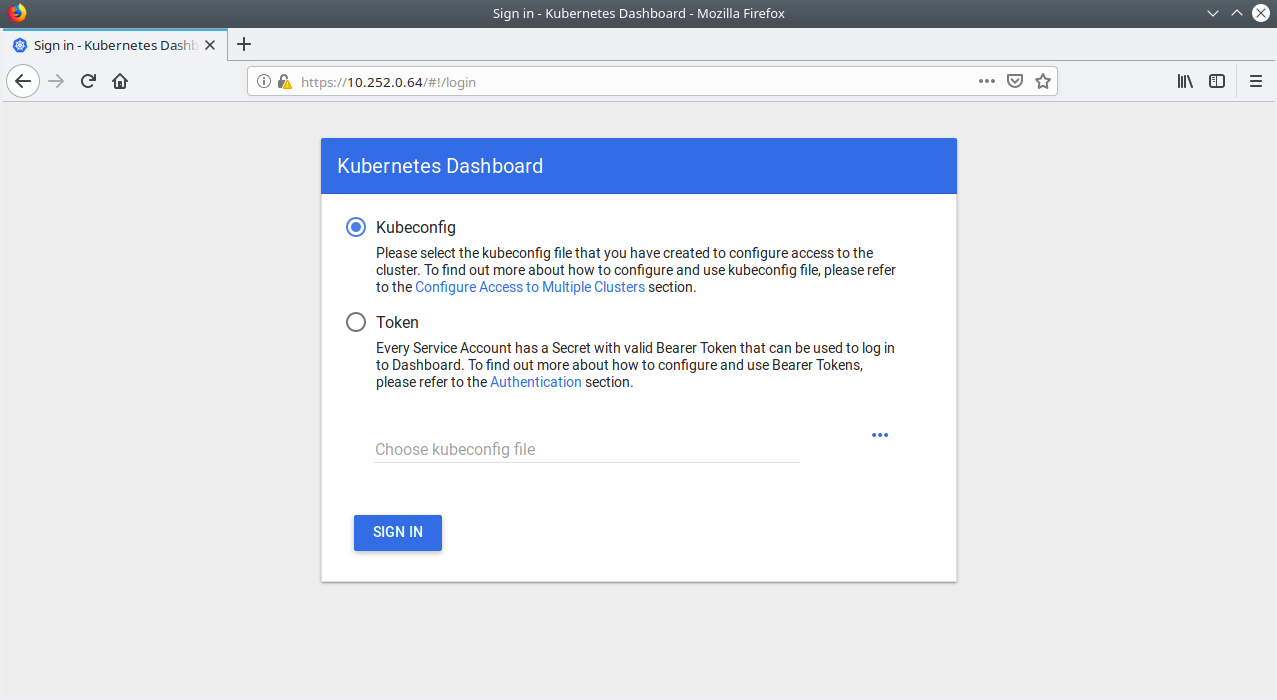 Sign in - Kubernetes Dashboard - Mozilla Firefox
Sign in - Kubernetes Dashb
https://10.252.0.64/#!/login
Kubernetes Dashboard
Kubeconfig
Please select the kubeconfig file that you have created to configure access to the
cluster. To find out more about how to configure and use kubeconfig file, please refer
to the Configure Access to Multiple Clusters section.
Token
Every Service Account has a Secret with valid Bearer Token that can be used to log in
to Dashboard. To find out more about how to configure and use Bearer Tokens,
please refer to the Authentication section.
Choose kubeconfig file
SIGN IN